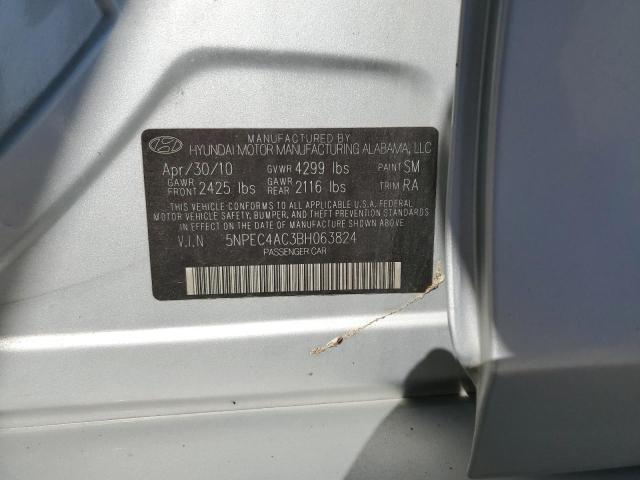 MANUFACTURED BY
HYUNDAI MOTOR MANUFACTURING ALABAMA, LLC
Apr/30/10 GVWR 4299 lbs PAINT SM
GAWR FRONT 2425 lbs GAWR REAR 2116 lbs TRIM RA
THIS VEHICLE CONFORMS TO ALL APPLICABLE U.S.A. FEDERAL
MOTOR VEHICLE SAFETY, BUMPER, AND THEFT PREVENTION STANDARDS
IN EFFECT ON THE DATE OF MANUFACTURE SHOWN ABOVE
V.I.N 5NPEC4AC3BH063824
PASSENGER CAR